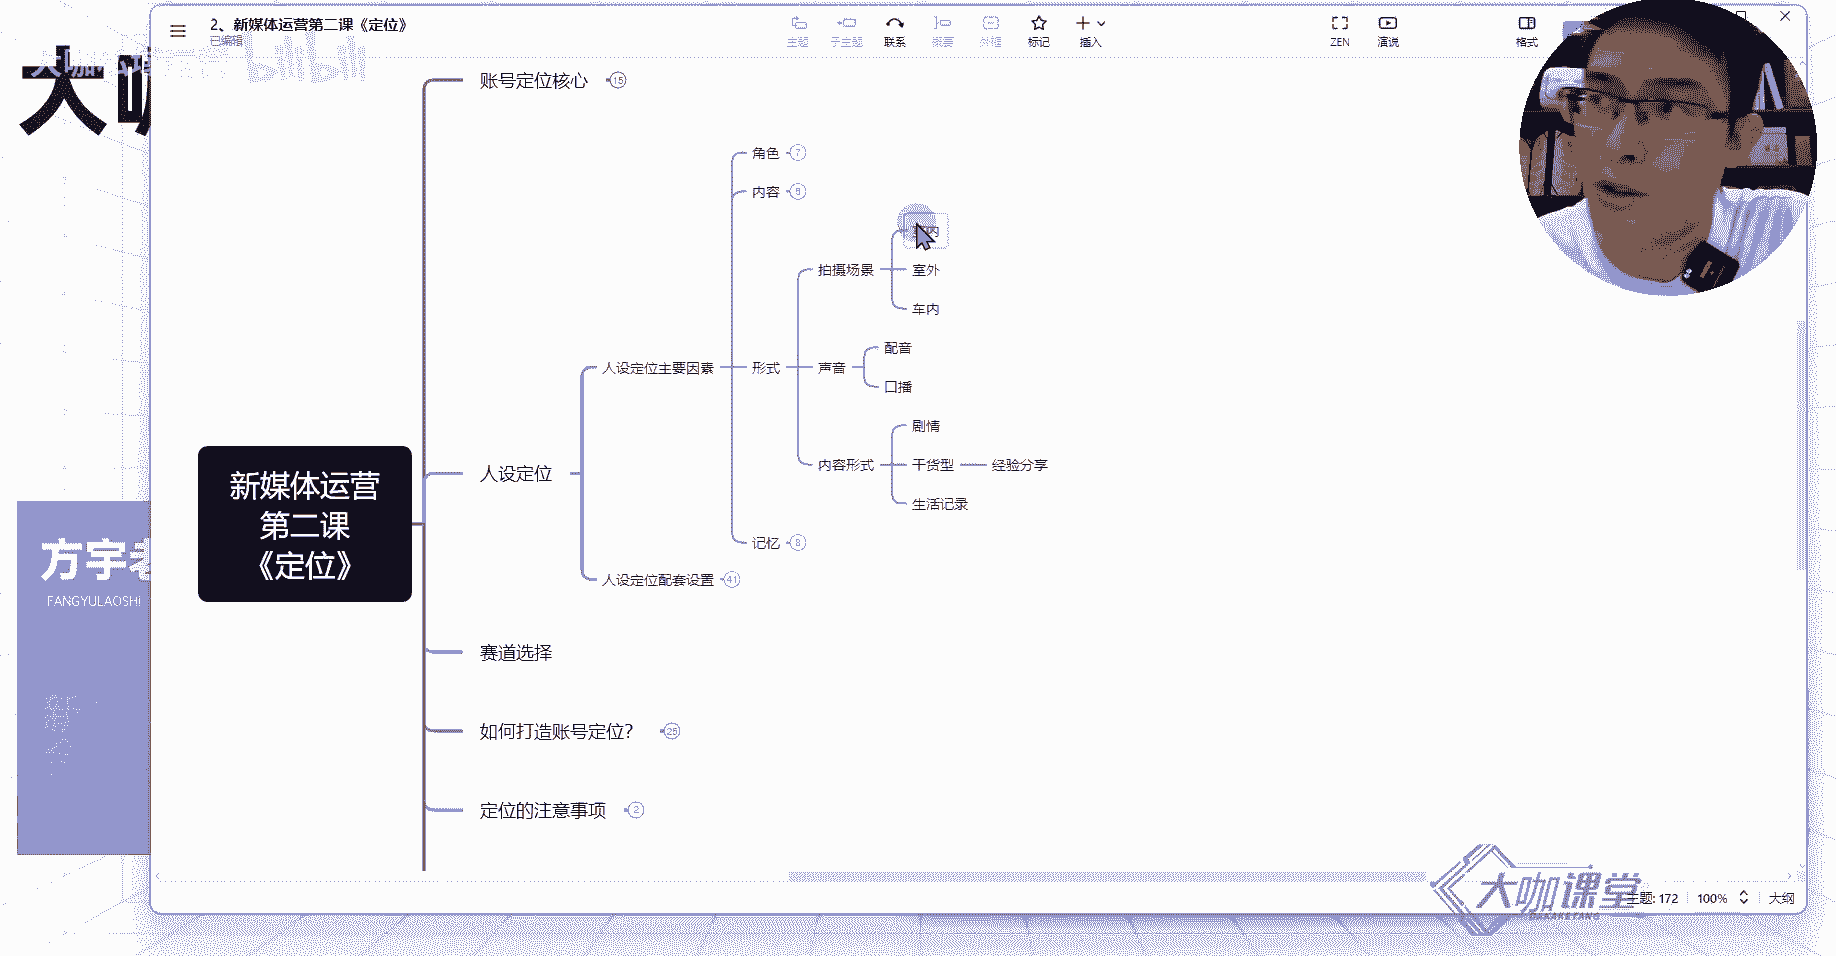 2、新媒体运营第二课《定位》
已编辑
主题
子主题
联系
概要
外框
标记
插入
ZEN
演说
格式
大咖
bilibili
账号定位核心 15
角色 7
内容
拍摄场景
室外
车内
人设定位主要因素
形式
声音
配音
口播
内容形式
剧情
干货型
经验分享
生活记录
记忆 8
人设定位
人设定位配套设置 41
新媒体运营
第二课
《定位》
方宇老
FANGYULAOSHI
赛道选择
如何打造账号定位?
定位的注意事项 2
大咖课堂
主题: 172
100%
大纲